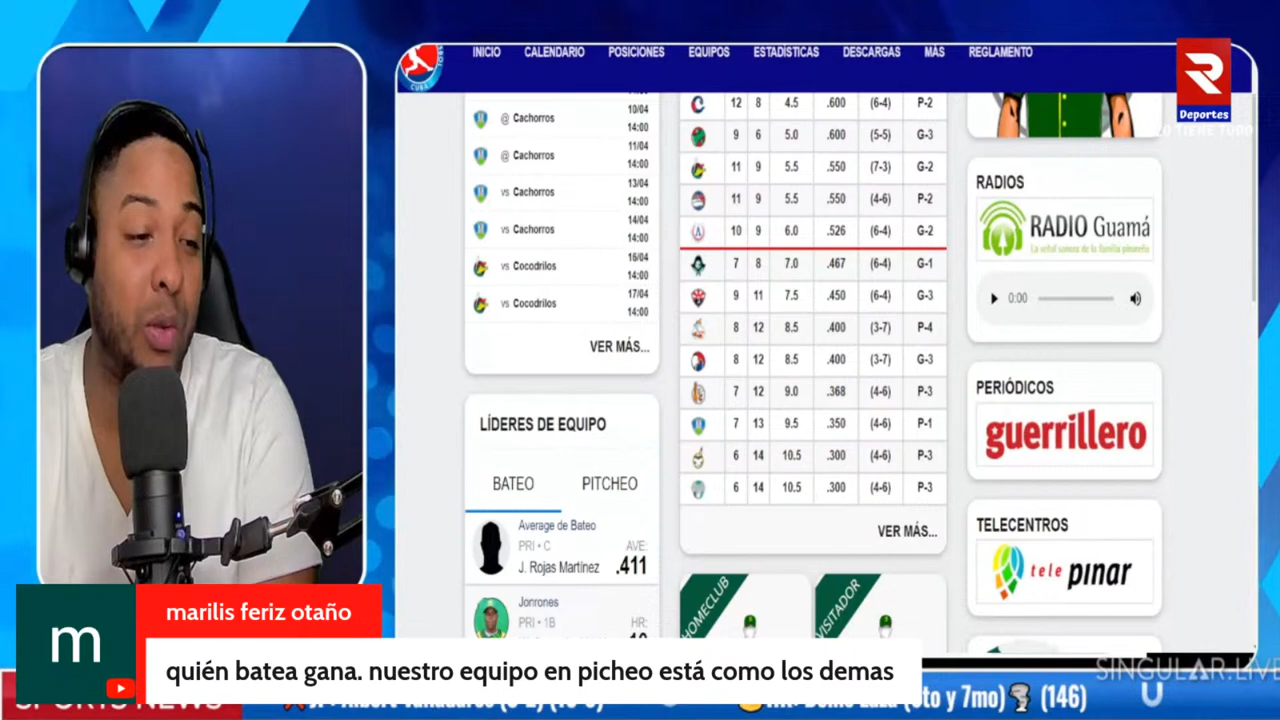 INICIO CALENDARIO POSICIONES EQUIPOS ESTADÍSTICAS DESCARGAS MÁS REGLAMENTO
CUBA
R
Deportes
LO TIENE TODO
@ Cachorros 10/04 14:00
@ Cachorros 11/04 14:00
vs Cachorros 13/04 14:00
vs Cachorros 14/04 14:00
vs Cocodrilos 16/04 14:00
vs Cocodrilos 17/04 14:00
VER MÁS...
LÍDERES DE EQUIPO
BATEO PITCHEO
Average de Bateo
PRI • C AVE:
J. Rojas Martínez .411
Jonrones
PRI • 1B HR:
12 8 4.5 .600 (6-4) P-2
9 6 5.0 .600 (5-5) G-3
11 9 5.5 .550 (7-3) G-2
11 9 5.5 .550 (4-6) P-2
10 9 6.0 .526 (6-4) G-2
7 8 7.0 .467 (6-4) G-1
9 11 7.5 .450 (6-4) G-3
8 12 8.5 .400 (3-7) P-4
8 12 8.5 .400 (3-7) G-3
7 12 9.0 .368 (4-6) P-3
7 13 9.5 .350 (4-6) P-1
6 14 10.5 .300 (4-6) P-3
6 14 10.5 .300 (4-6) P-3
VER MÁS...
HOMECLUB
VISITADOR
RADIOS
RADIO Guamá
La señal sonora de la familia pinareña
0:00
PERIÓDICOS
guerrillero
TELECENTROS
tele pinar
m
marilis feriz otaño
quién batea gana. nuestro equipo en picheo está como los demas
SINGULAR.LIVE
SPORTS NEWS
y 7mo) (146)